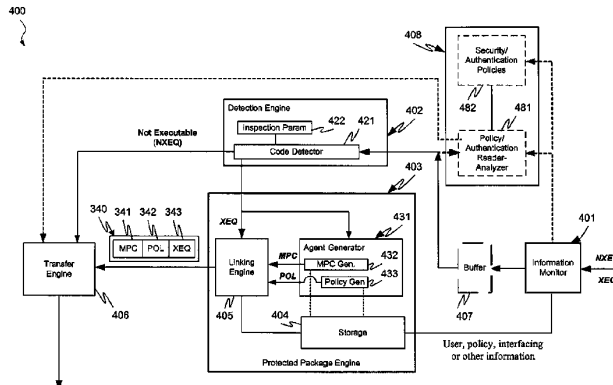 400
408
Security/
Authentication
Policies
482
481
Policy/
Authentication
Reader-
Analyzer
Detection Engine
Inspection Param
422
421
402
Code Detector
Not Executable
(NXEQ)
403
340
341
342
343
MPC
POL
XEQ
XEQ
431
Agent Generator
MPC
MPC Gen.
432
POL
Policy Gen
433
Linking
Engine
405
404
Storage
Protected Package Engine
Transfer
Engine
406
Buffer
407
401
Information
Monitor
XEQ
User, policy, interfacing
or other information